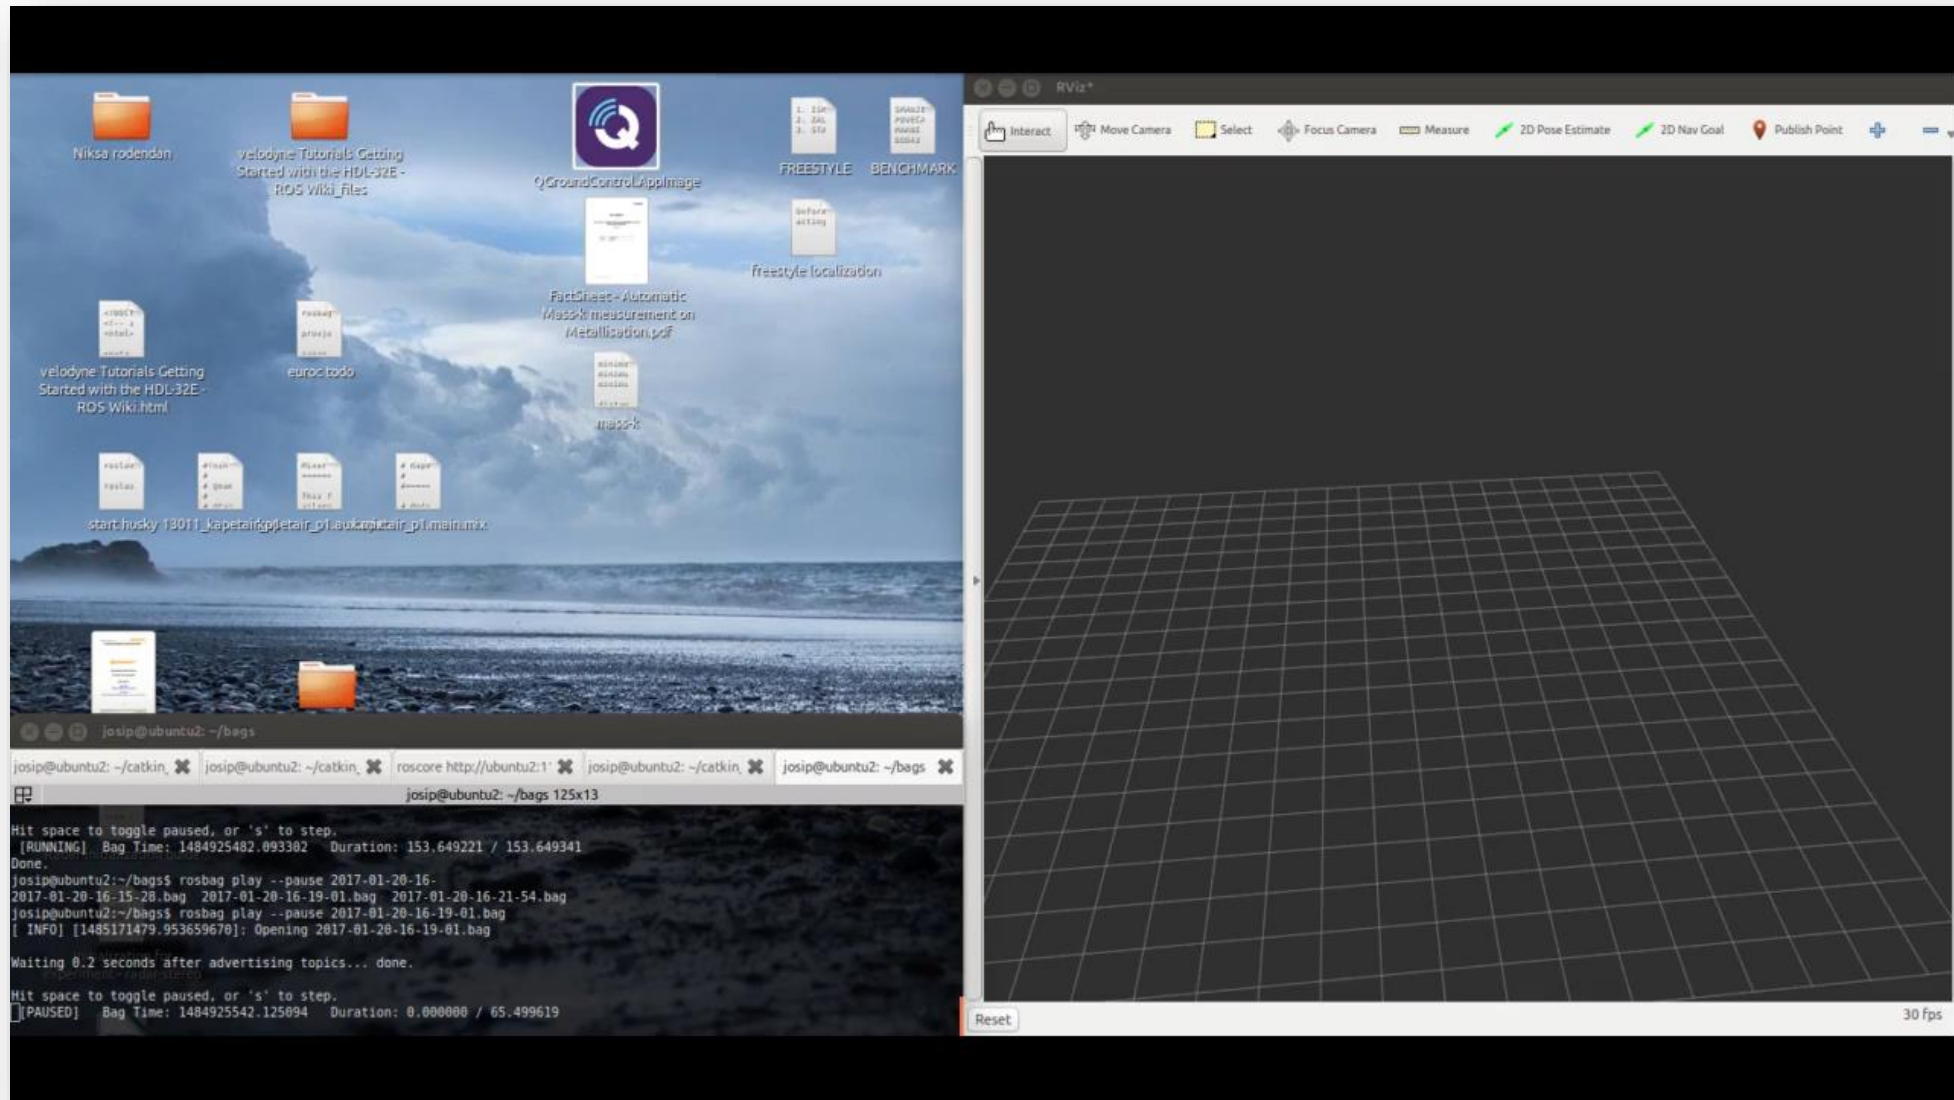 Niksa rodendan
velodyne Tutorials Getting
Started with the HDL-32E -
ROS Wiki_files
QGroundControl.AppImage
FREESTYLE
BENCHMARK
FactSheet - Automatic
Mass-k measurement on
Metallisation.pdf
freestyle localization
velodyne Tutorials Getting
Started with the HDL-32E -
ROS Wiki.html
euroc todo
mass-k
start husky
josip@ubuntu2: ~/bags
josip@ubuntu2: ~/catkin_
josip@ubuntu2: ~/catkin_
roscore http://ubuntu2:1
josip@ubuntu2: ~/catkin_
josip@ubuntu2: ~/bags
josip@ubuntu2: ~/bags 125x13
Hit space to toggle paused, or 's' to step.
[RUNNING] Bag Time: 1484925482.093302 Duration: 153.649221 / 153.649341
Done.
josip@ubuntu2:~/bags$ rosbag play --pause 2017-01-20-16-
2017-01-20-16-15-28.bag 2017-01-20-16-19-01.bag 2017-01-20-16-21-54.bag
josip@ubuntu2:~/bags$ rosbag play --pause 2017-01-20-16-19-01.bag
[ INFO] [1485171479.953659670]: Opening 2017-01-20-16-19-01.bag
Waiting 0.2 seconds after advertising topics... done.
Hit space to toggle paused, or 's' to step.
[PAUSED] Bag Time: 1484925542.125094 Duration: 0.000000 / 65.499619
RViz*
Interact
Move Camera
Select
Focus Camera
Measure
2D Pose Estimate
2D Nav Goal
Publish Point
Reset
30 fps